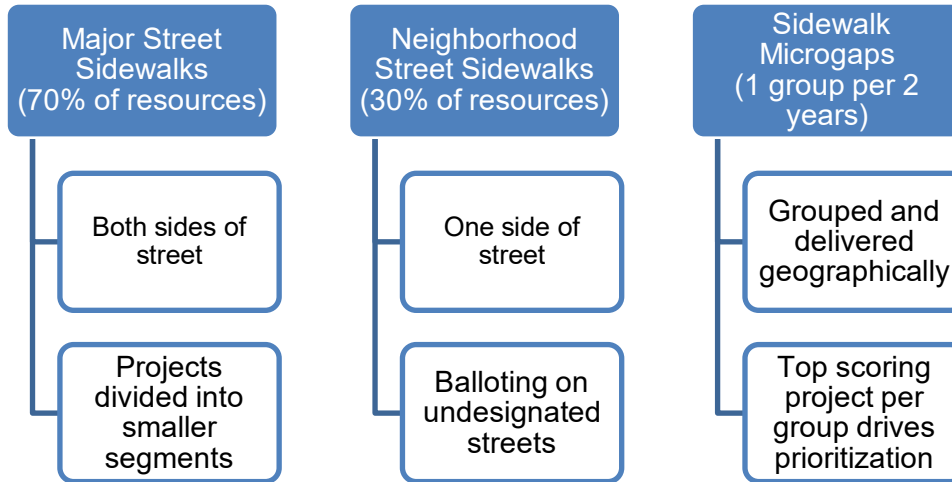 Major Street
Sidewalks
(70% of resources)
Both sides of
street
Projects
divided into
smaller
segments
Neighborhood
Street Sidewalks
(30% of resources)
One side of
street
Balloting on
undesignated
streets
Sidewalk
Microgaps
(1 group per 2
years)
Grouped and
delivered
geographically
Top scoring
project per
group drives
prioritization